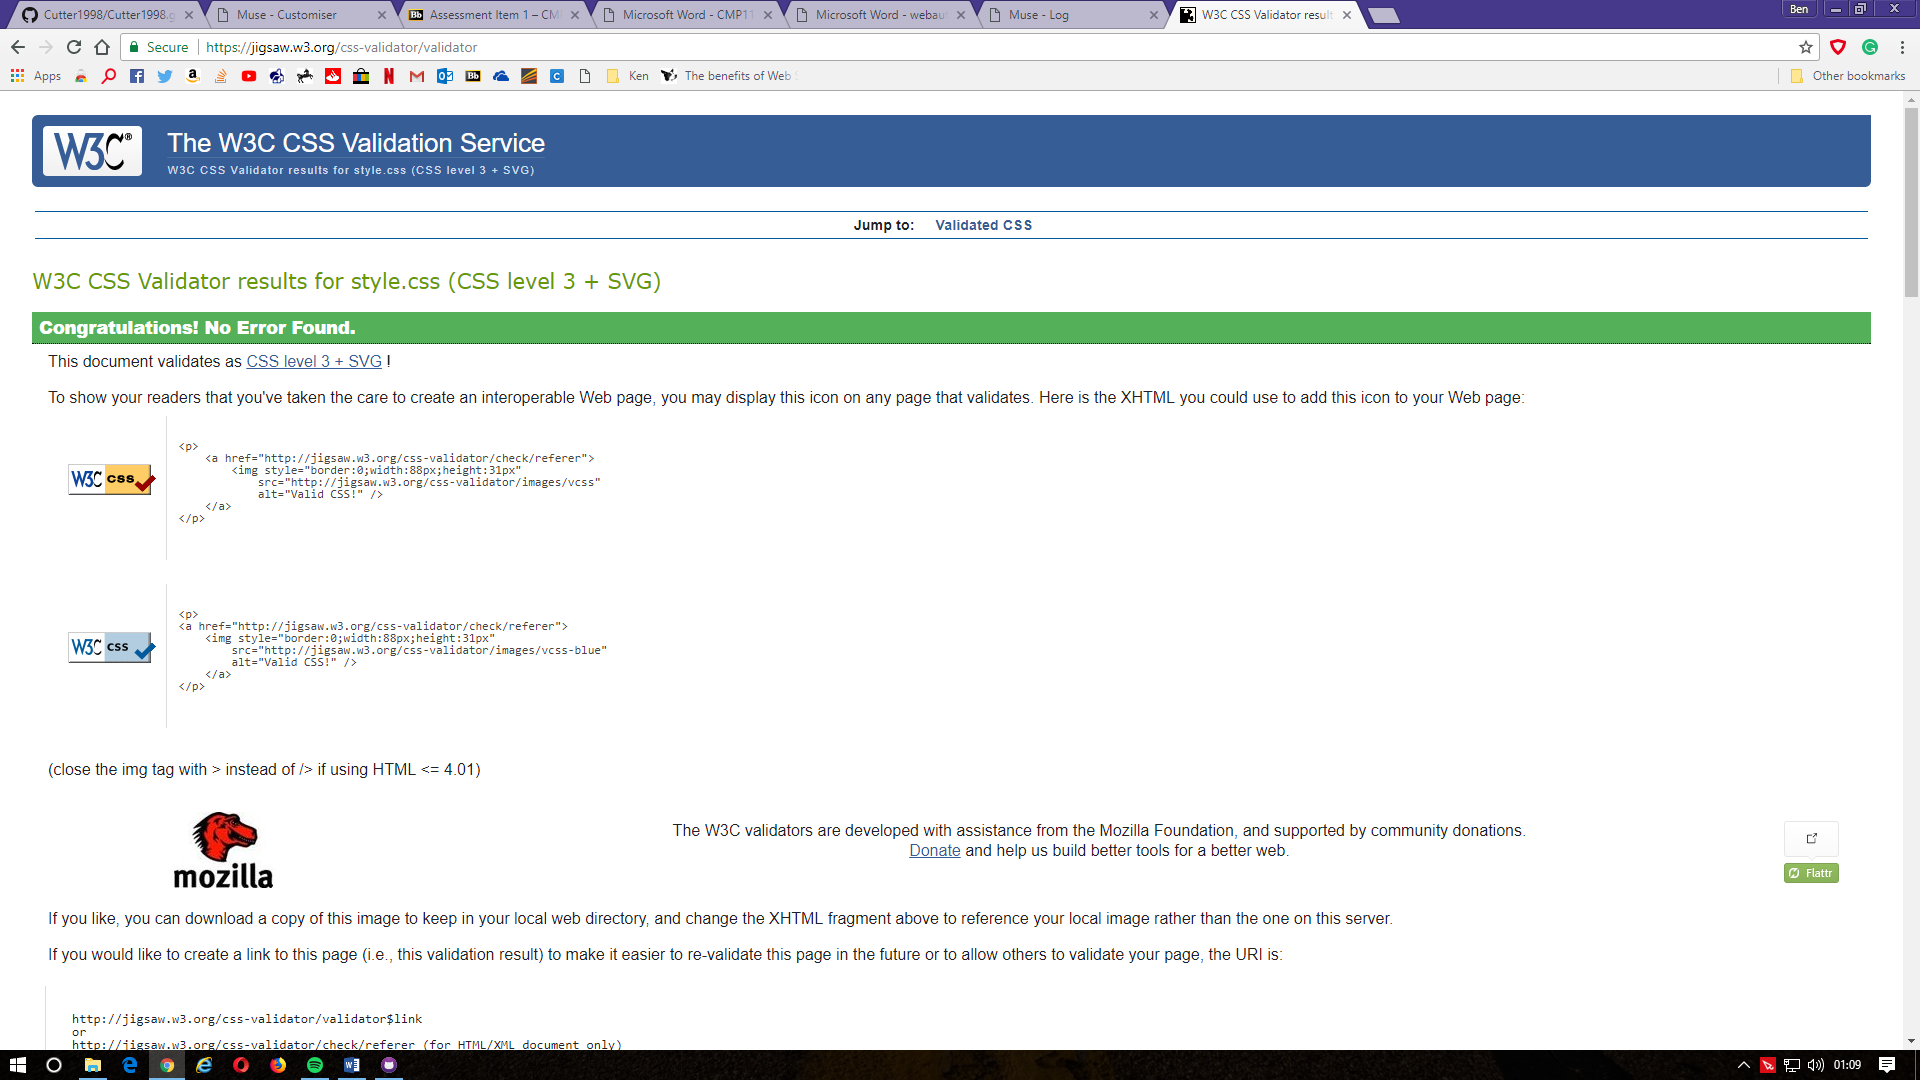 Cutter1998/Cutter1998.g
Muse - Customiser
Bb Assessment Item 1 – CM
Microsoft Word - CMP11
Microsoft Word - webau
Muse - Log
W3C CSS Validator result
Ben
Secure
https://jigsaw.w3.org/css-validator/validator
Apps
Bb
Ken
The benefits of Web
Other bookmarks
W3C®
The W3C CSS Validation Service
W3C CSS Validator results for style.css (CSS level 3 + SVG)
Jump to: Validated CSS
W3C CSS Validator results for style.css (CSS level 3 + SVG)
Congratulations! No Error Found.
This document validates as CSS level 3 + SVG !
To show your readers that you've taken the care to create an interoperable Web page, you may display this icon on any page that validates. Here is the XHTML you could use to add this icon to your Web page:
W3C CSS
<p>
<a href="http://jigsaw.w3.org/css-validator/check/referer">
<img style="border:0;width:88px;height:31px"
src="http://jigsaw.w3.org/css-validator/images/vcss"
alt="Valid CSS!" />
</a>
</p>
W3C CSS
<p>
<a href="http://jigsaw.w3.org/css-validator/check/referer">
<img style="border:0;width:88px;height:31px"
src="http://jigsaw.w3.org/css-validator/images/vcss-blue"
alt="Valid CSS!" />
</a>
</p>
(close the img tag with > instead of /> if using HTML <= 4.01)
mozilla
The W3C validators are developed with assistance from the Mozilla Foundation, and supported by community donations.
Donate and help us build better tools for a better web.
Flattr
If you like, you can download a copy of this image to keep in your local web directory, and change the XHTML fragment above to reference your local image rather than the one on this server.
If you would like to create a link to this page (i.e., this validation result) to make it easier to re-validate this page in the future or to allow others to validate your page, the URI is:
http://jigsaw.w3.org/css-validator/validator$link
or
http://jigsaw.w3.org/css-validator/check/referer (for HTML/XML document only)
01:09